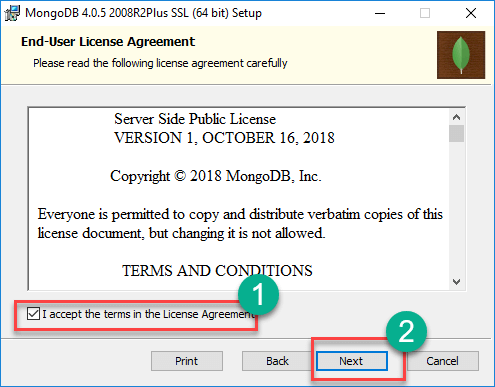 MongoDB 4.0.5 2008R2Plus SSL (64 bit) Setup
End-User License Agreement
Please read the following license agreement carefully
Server Side Public License
VERSION 1, OCTOBER 16, 2018
Copyright © 2018 MongoDB, Inc.
Everyone is permitted to copy and distribute verbatim copies of this
license document, but changing it is not allowed.
TERMS AND CONDITIONS
1
I accept the terms in the License Agreement
2
Print
Back
Next
Cancel